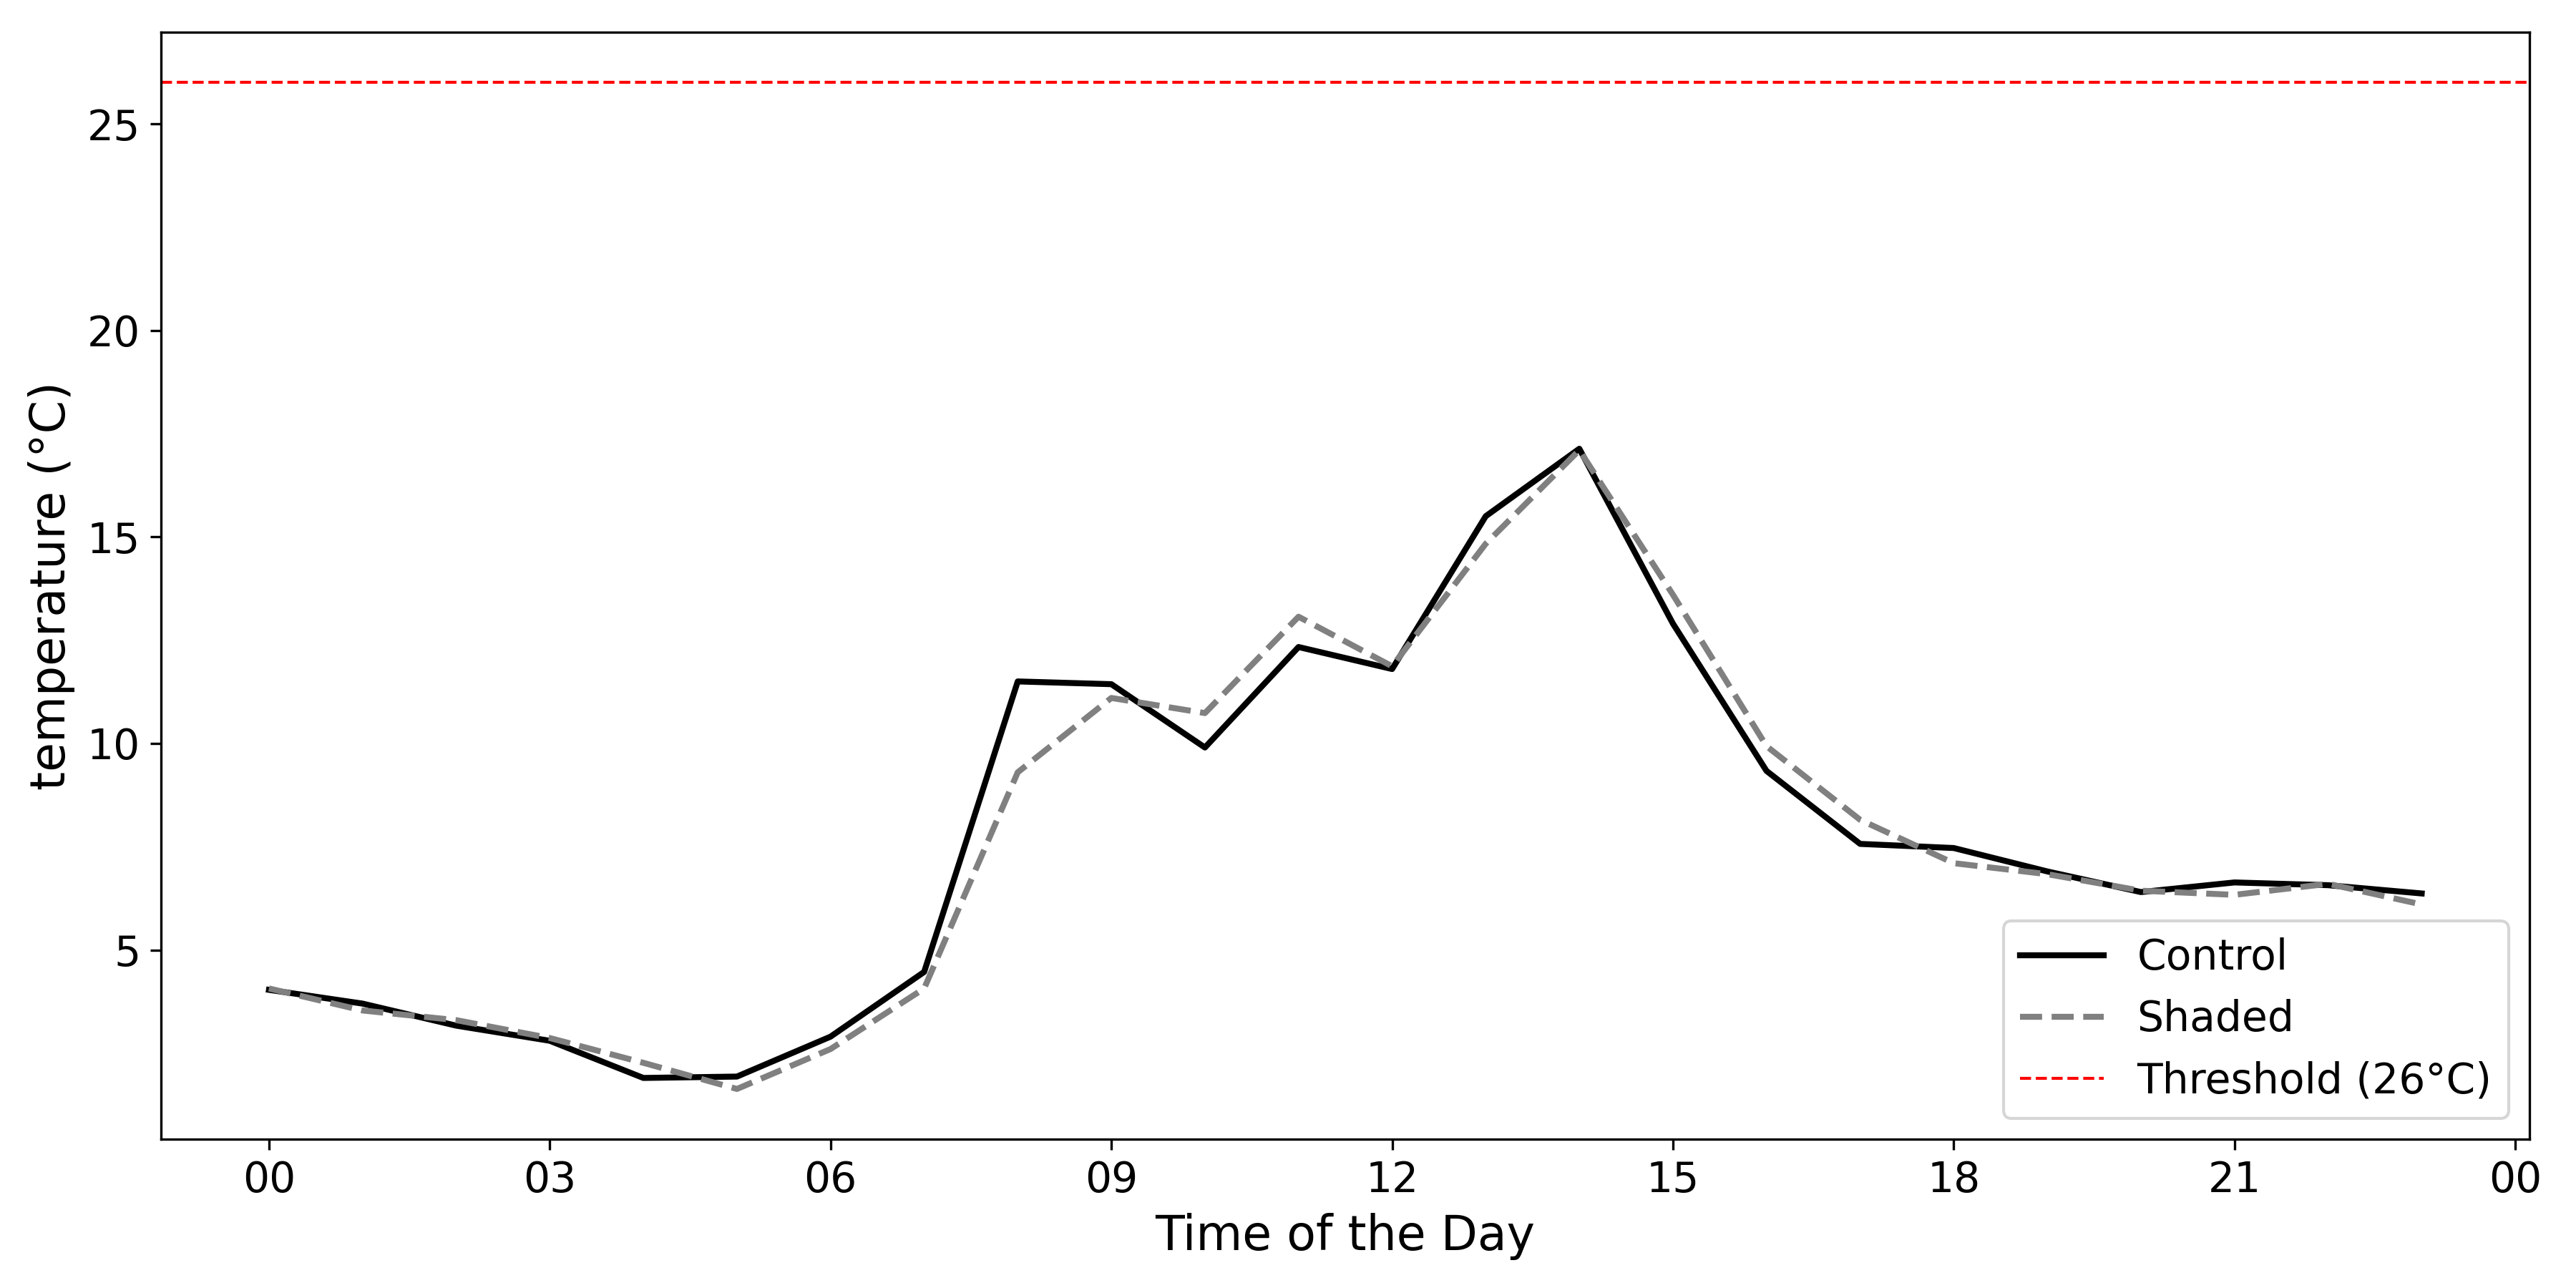 temperature (°C)
25
20
15
10
5
00 03 06 09 12 15 18 21 00
Time of the Day
Control
Shaded
Threshold (26°C)